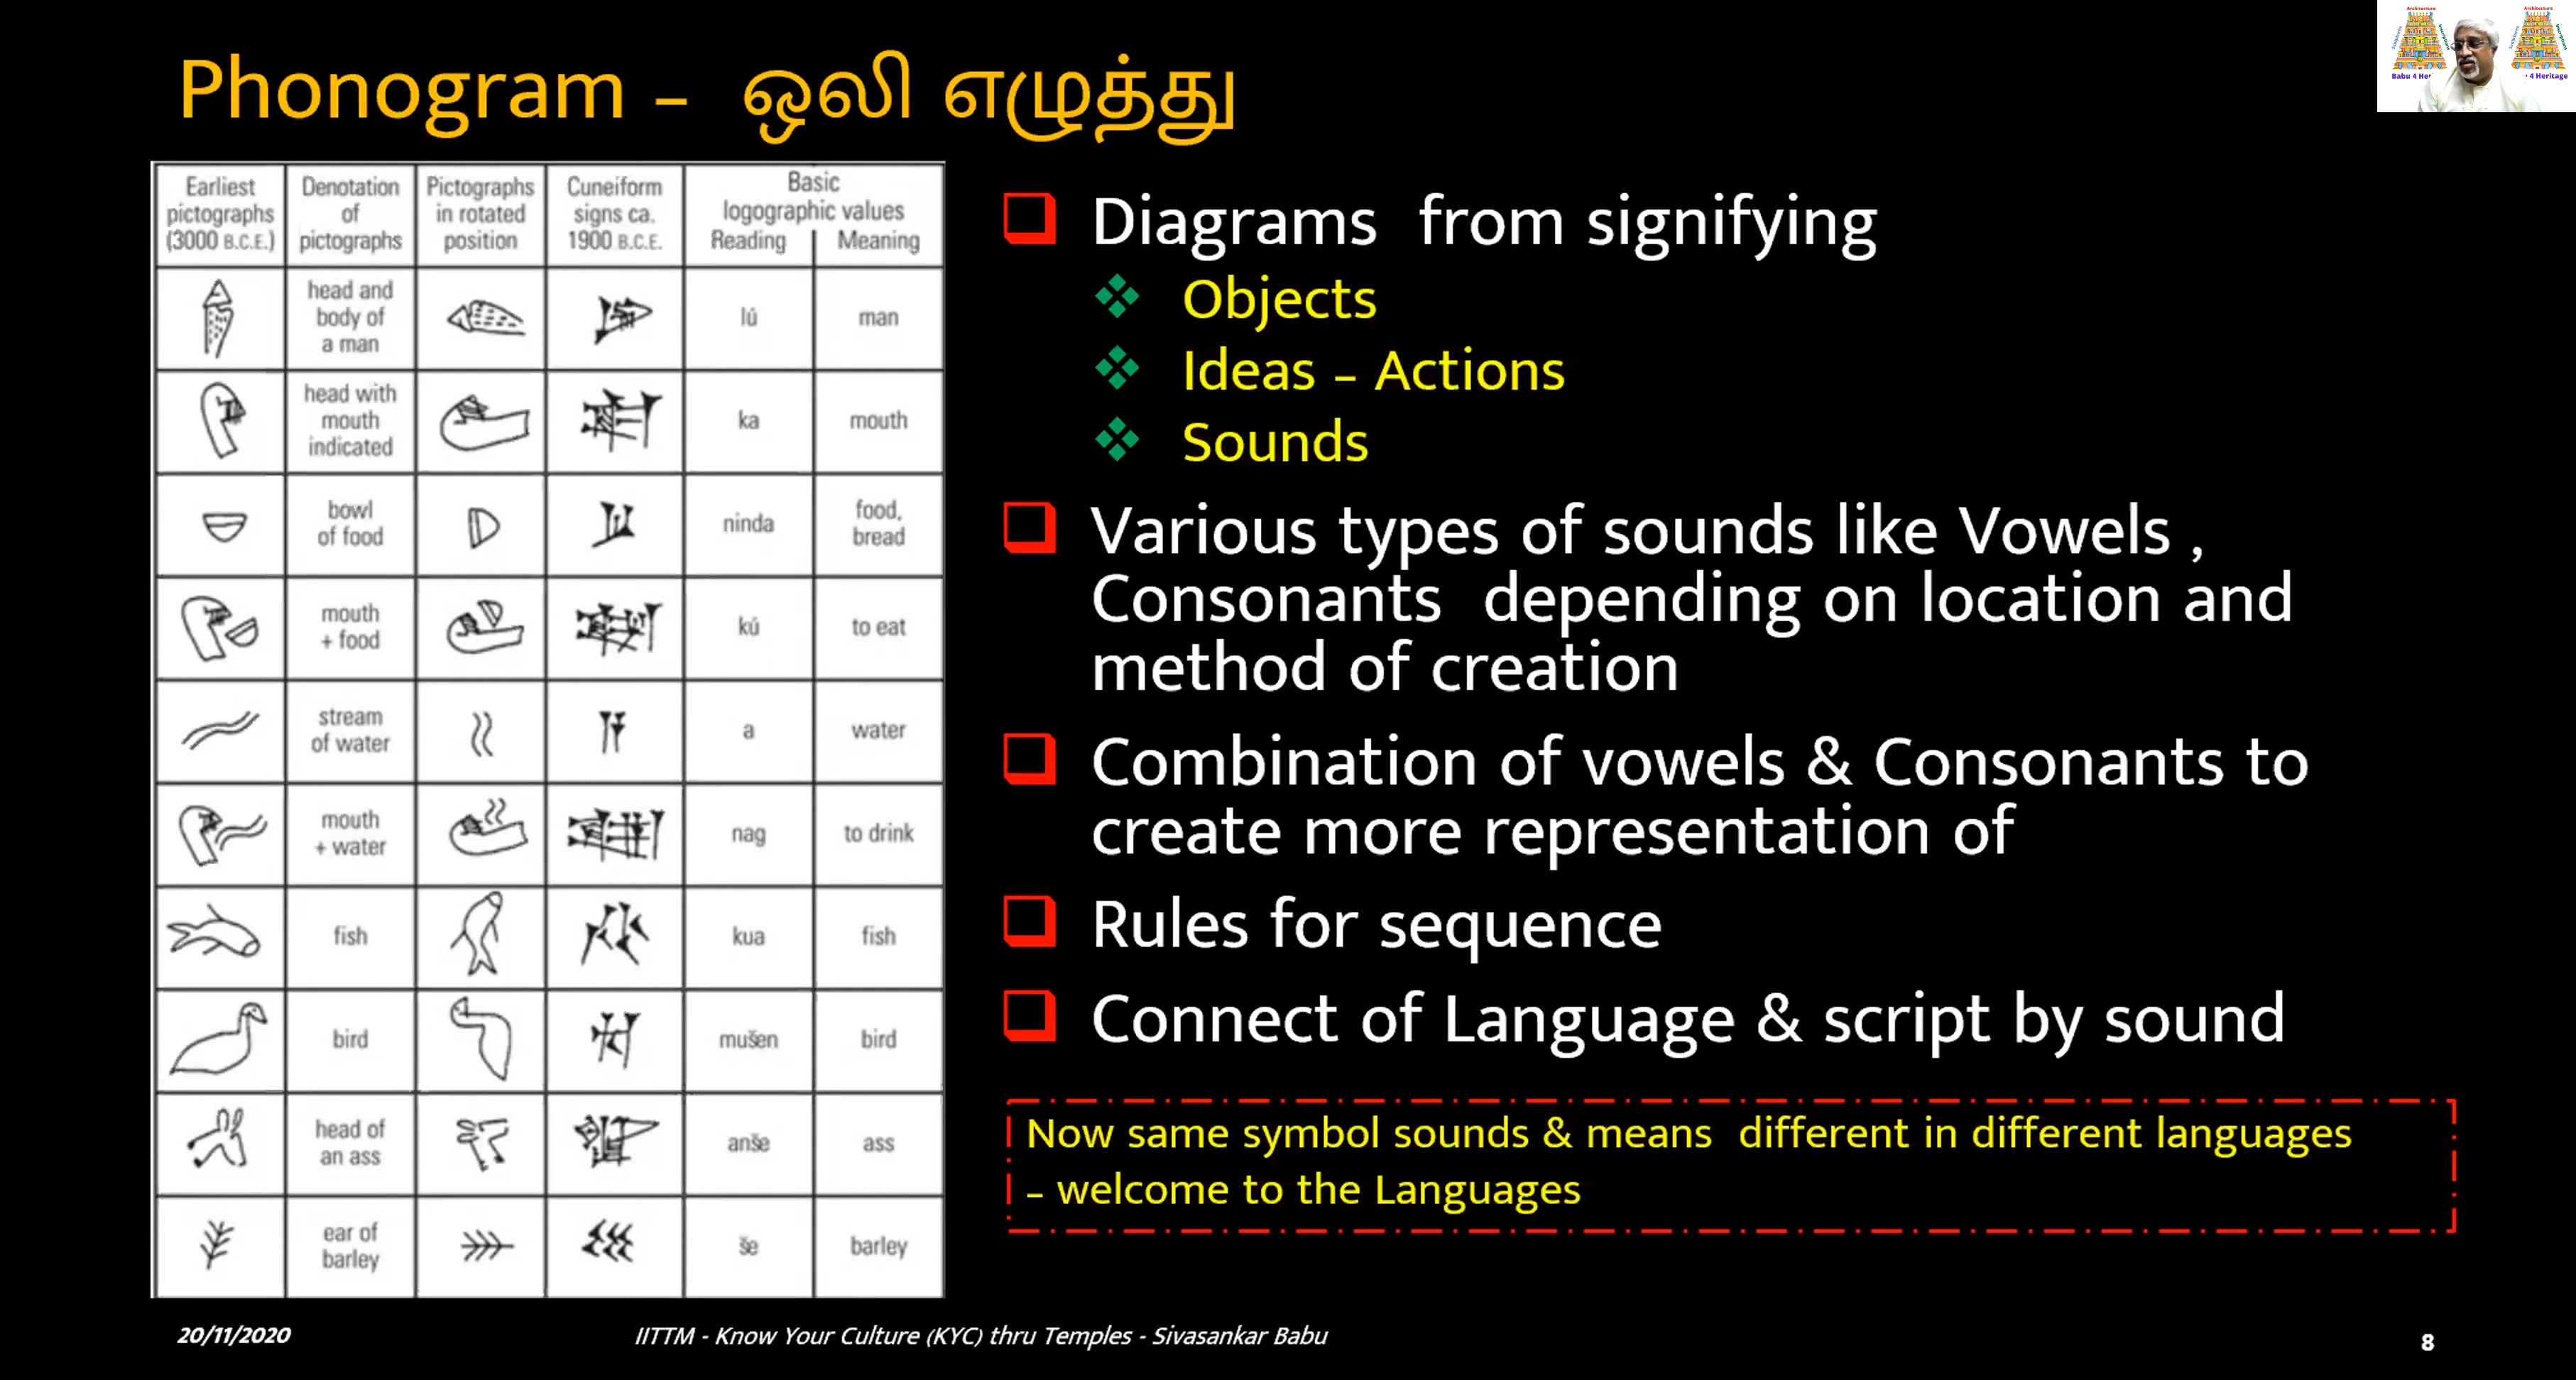 Phonogram – ஒலி எழுத்து
Earliest pictographs (3000 B.C.E.) | Denotation of pictographs | Pictographs in rotated position | Cuneiform signs ca. 1900 B.C.E. | Basic logographic values Reading | Meaning
head and body of a man | lú | man
head with mouth indicated | ka | mouth
bowl of food | ninda | food, bread
mouth + food | kú | to eat
stream of water | a | water
mouth + water | nag | to drink
fish | kua | fish
bird | mušen | bird
head of an ass | anše | ass
ear of barley | še | barley
Diagrams from signifying
Objects
Ideas – Actions
Sounds
Various types of sounds like Vowels ,
Consonants depending on location and
method of creation
Combination of vowels & Consonants to
create more representation of
Rules for sequence
Connect of Language & script by sound
Now same symbol sounds & means different in different languages
– welcome to the Languages
20/11/2020
IITTM - Know Your Culture (KYC) thru Temples - Sivasankar Babu
8
Architecture
Architecture
Babu 4 Her
4 Heritage